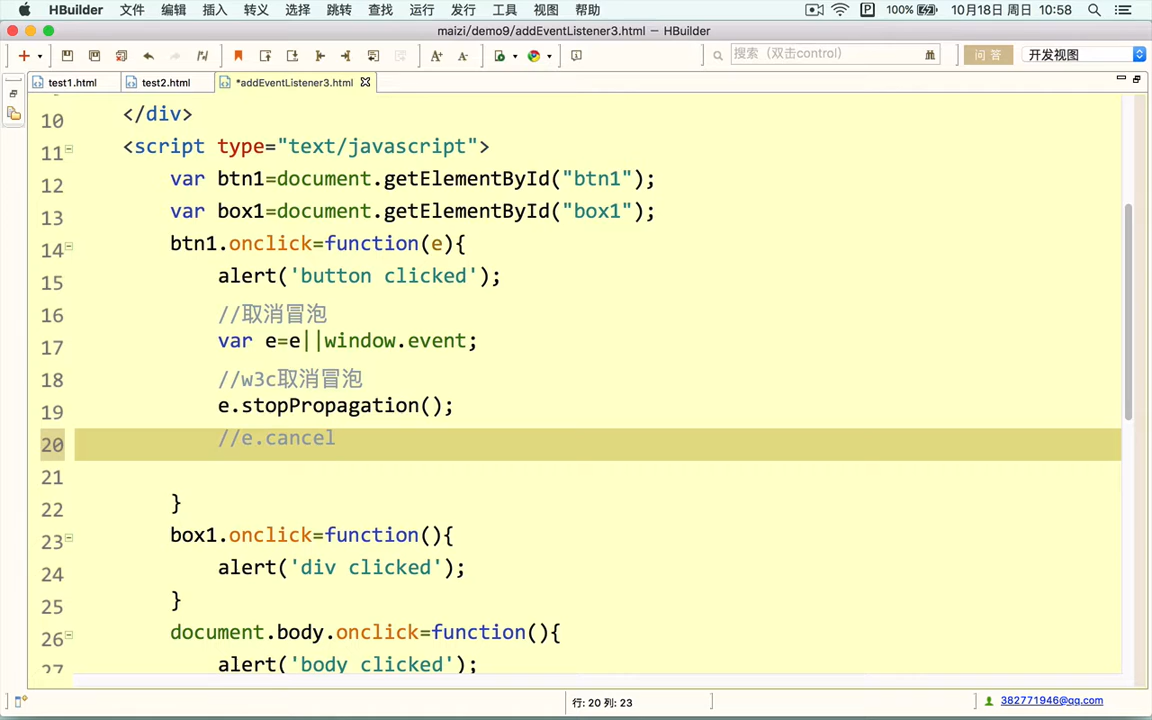 HBuilder 文件 编辑 插入 转义 选择 跳转 查找 运行 发行 工具 视图 帮助 P 100% 10月18日 周日 10:58
maizi/demo9/addEventListener3.html — HBuilder
搜索（双击control） 问 答 开发视图
test1.html test2.html *addEventListener3.html
10 </div>
11 <script type="text/javascript">
12 var btn1=document.getElementById("btn1");
13 var box1=document.getElementById("box1");
14 btn1.onclick=function(e){
15 alert('button clicked');
16 //取消冒泡
17 var e=e||window.event;
18 //w3c取消冒泡
19 e.stopPropagation();
20 //e.cancel
21
22 }
23 box1.onclick=function(){
24 alert('div clicked');
25 }
26 document.body.onclick=function(){
27 alert('body clicked');
行: 20 列: 23 382771946@qq.com